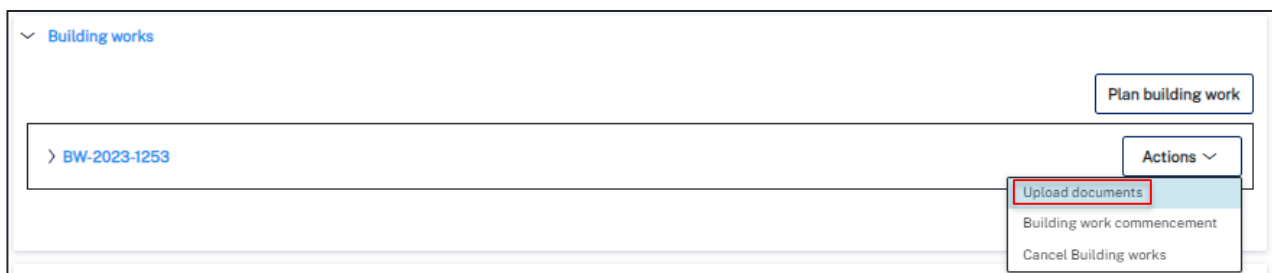 Building works
Plan building work
BW-2023-1253
Actions
Upload documents
Building work commencement
Cancel Building works